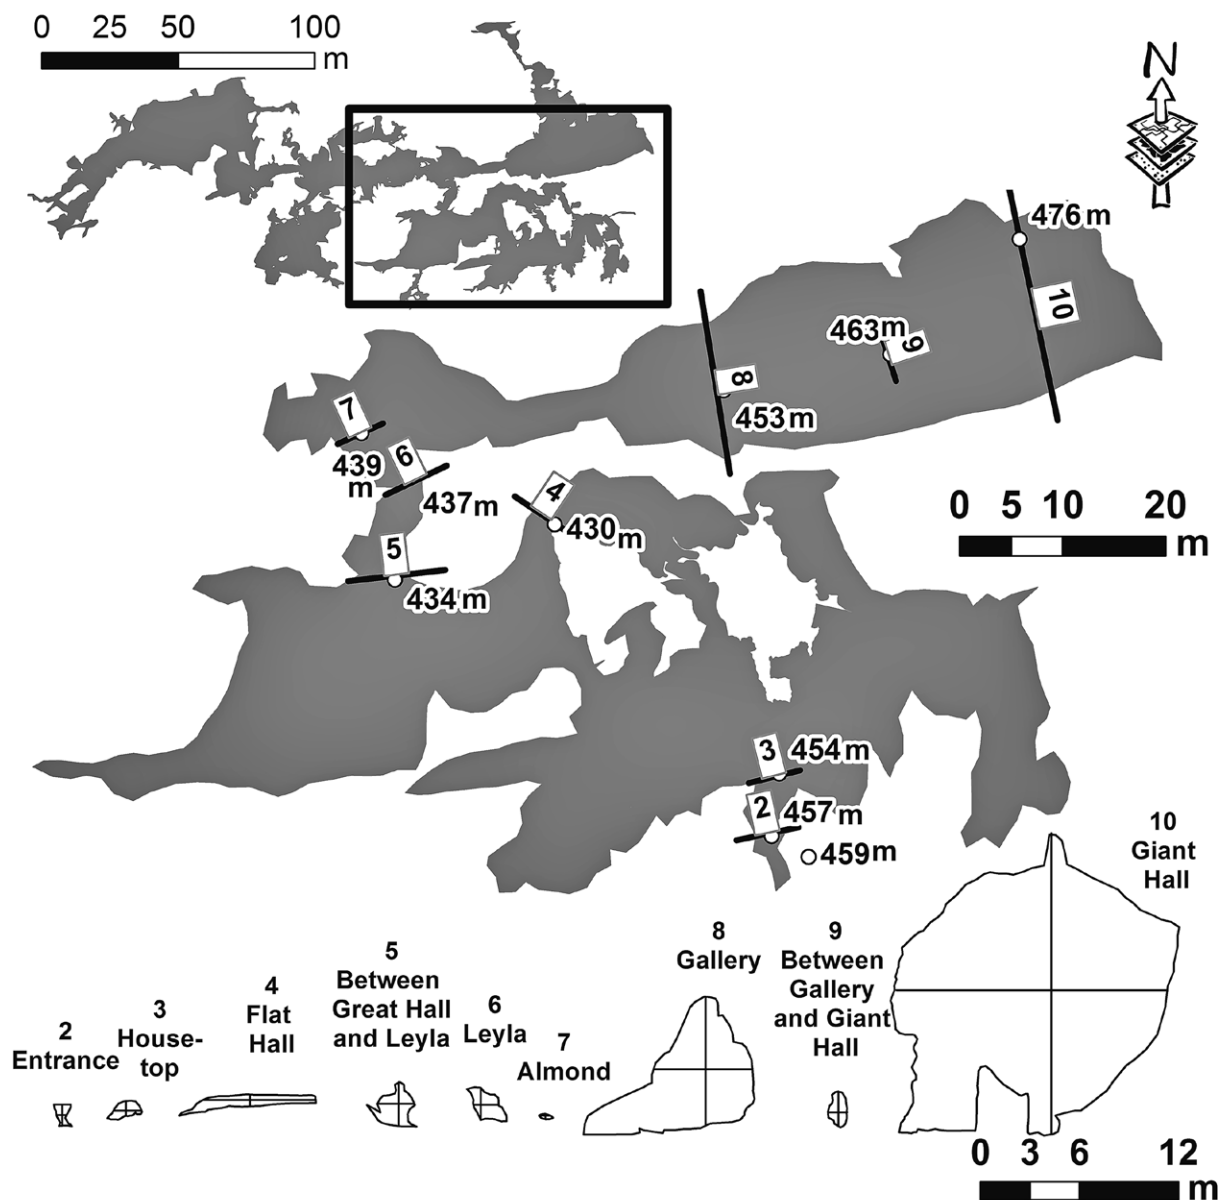 0 25 50 100
m
N
476 m
10
463m
9
8
453 m
7
439
m
6
437m
4
430m
0 5 10 20
m
5
434 m
3
454 m
2
457 m
459 m
10
Giant
Hall
8
Gallery
9
Between
Gallery
and Giant
Hall
5
Between
Great Hall
and Leyla
4
Flat
Hall
6
Leyla
3
House-
top
2
Entrance
7
Almond
0 3 6 12
m